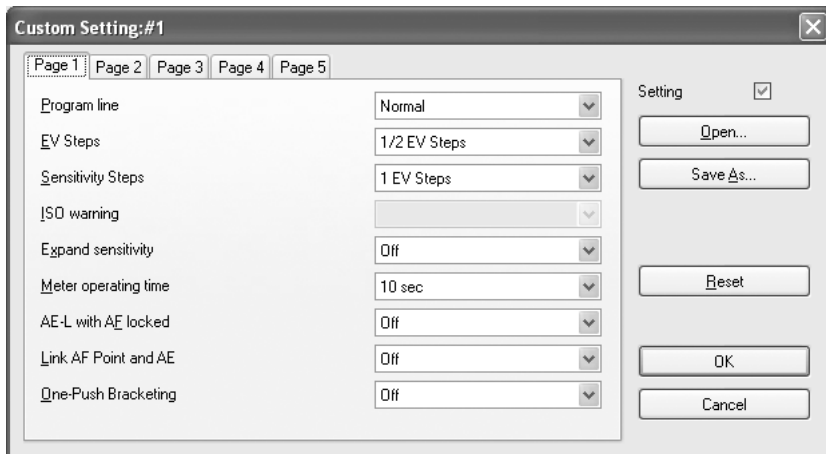 Custom Setting:#1
Page 1 Page 2 Page 3 Page 4 Page 5
Program line Normal
EV Steps 1/2 EV Steps
Sensitivity Steps 1 EV Steps
ISO warning
Expand sensitivity Off
Meter operating time 10 sec
AE-L with AF locked Off
Link AF Point and AE Off
One-Push Bracketing Off
Setting
Open...
Save As...
Reset
OK
Cancel